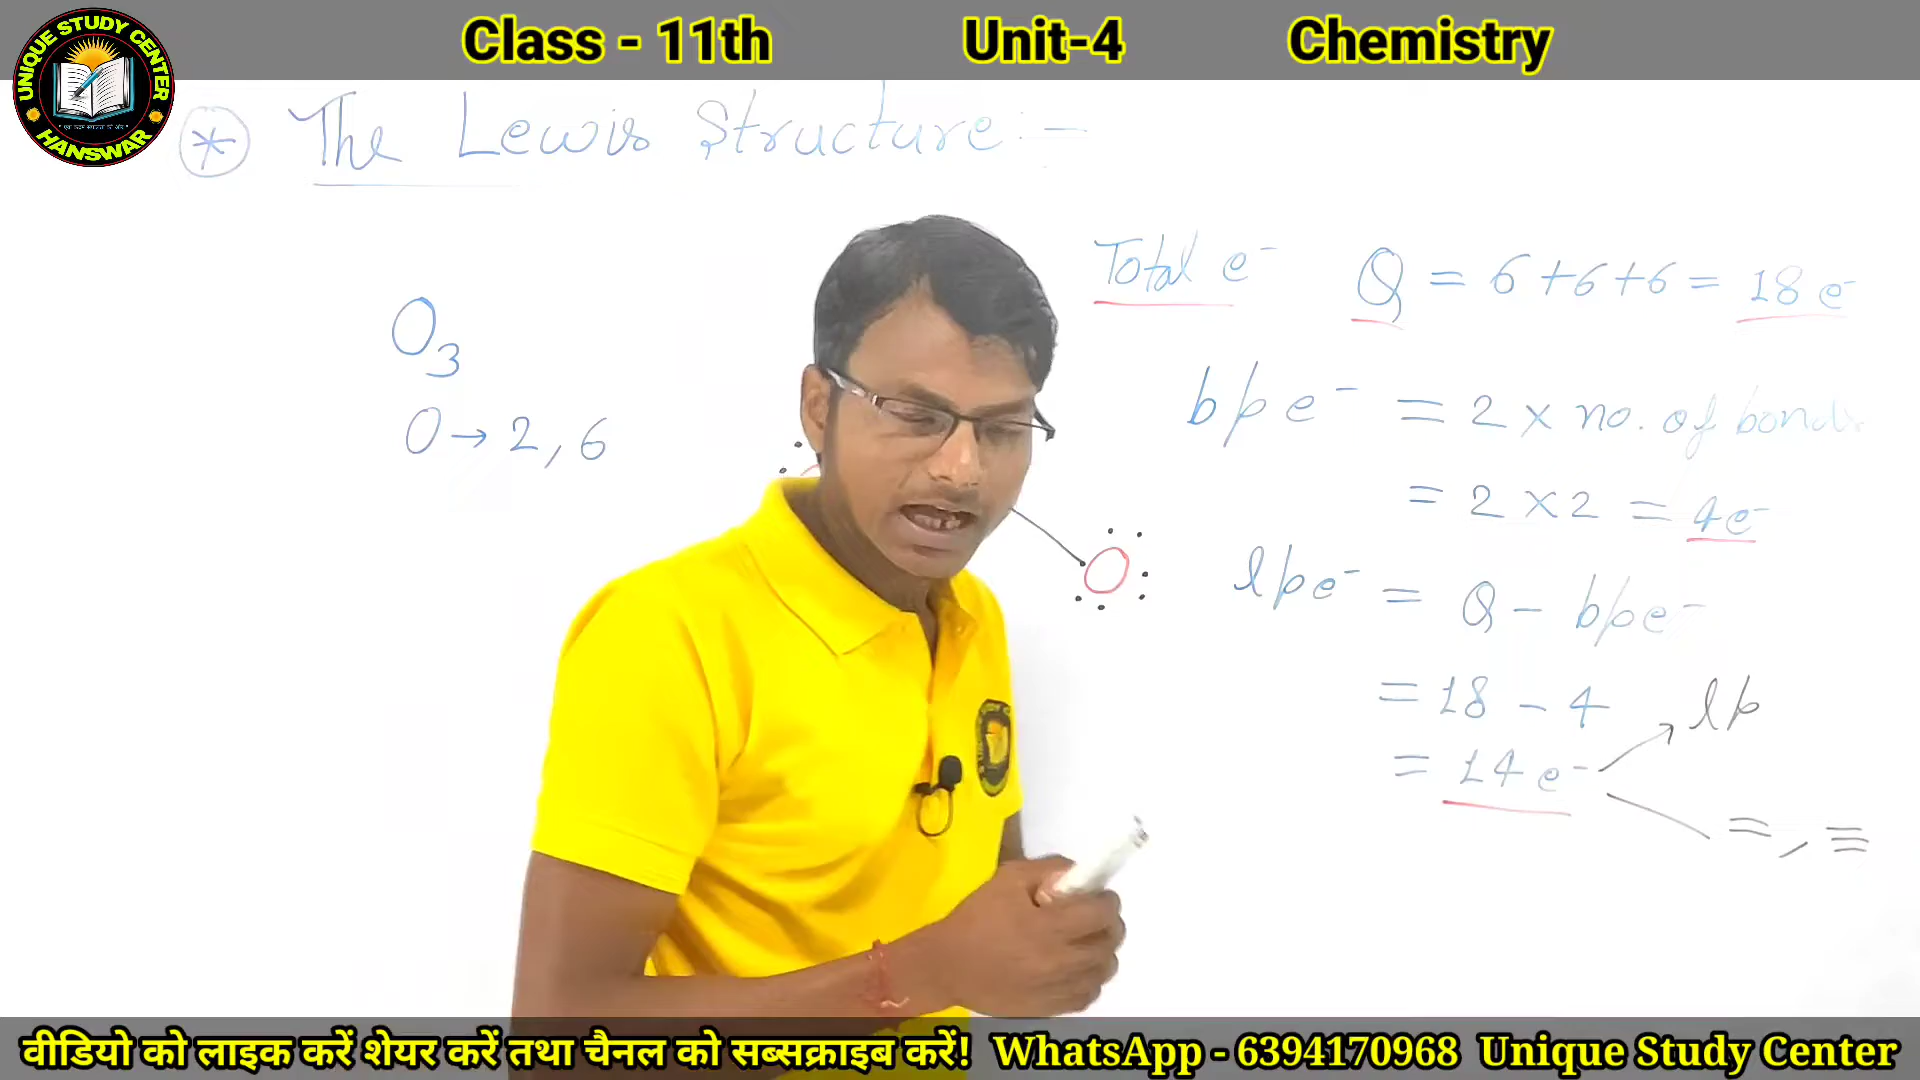 Class - 11th Unit-4 Chemistry
UNIQUE STUDY CENTER
HANSWAR
* The Lewis Structure :-
Total e⁻ Q = 6 + 6 + 6 = 18 e⁻
O₃
bpe⁻ = 2 × no. of bonds
O → 2, 6
= 2 × 2 = 4e⁻
O
lpe⁻ = Q - bpe⁻
= 18 - 4
lp
= 14 e⁻
=, ≡
वीडियो को लाइक करें शेयर करें तथा चैनल को सब्सक्राइब करें! WhatsApp - 6394170968 Unique Study Center